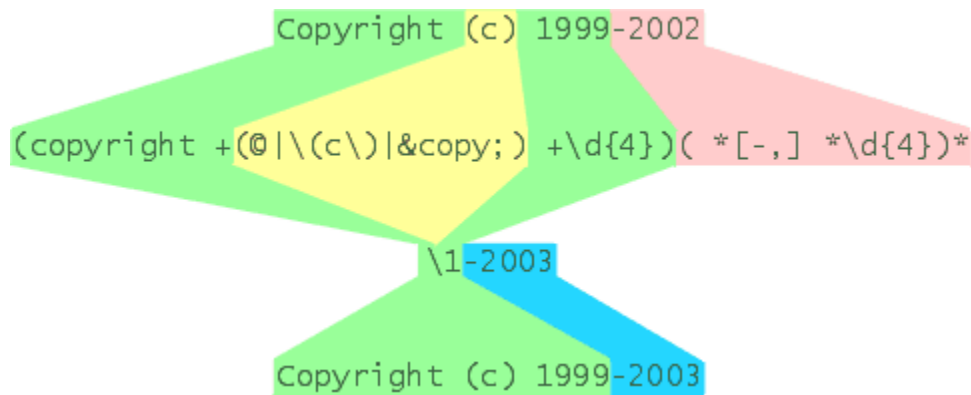 Copyright (c) 1999-2002
(copyright +(©|\(c\)|&copy;) +\d{4})( *[-,] *\d{4})*
\1-2003
Copyright (c) 1999-2003